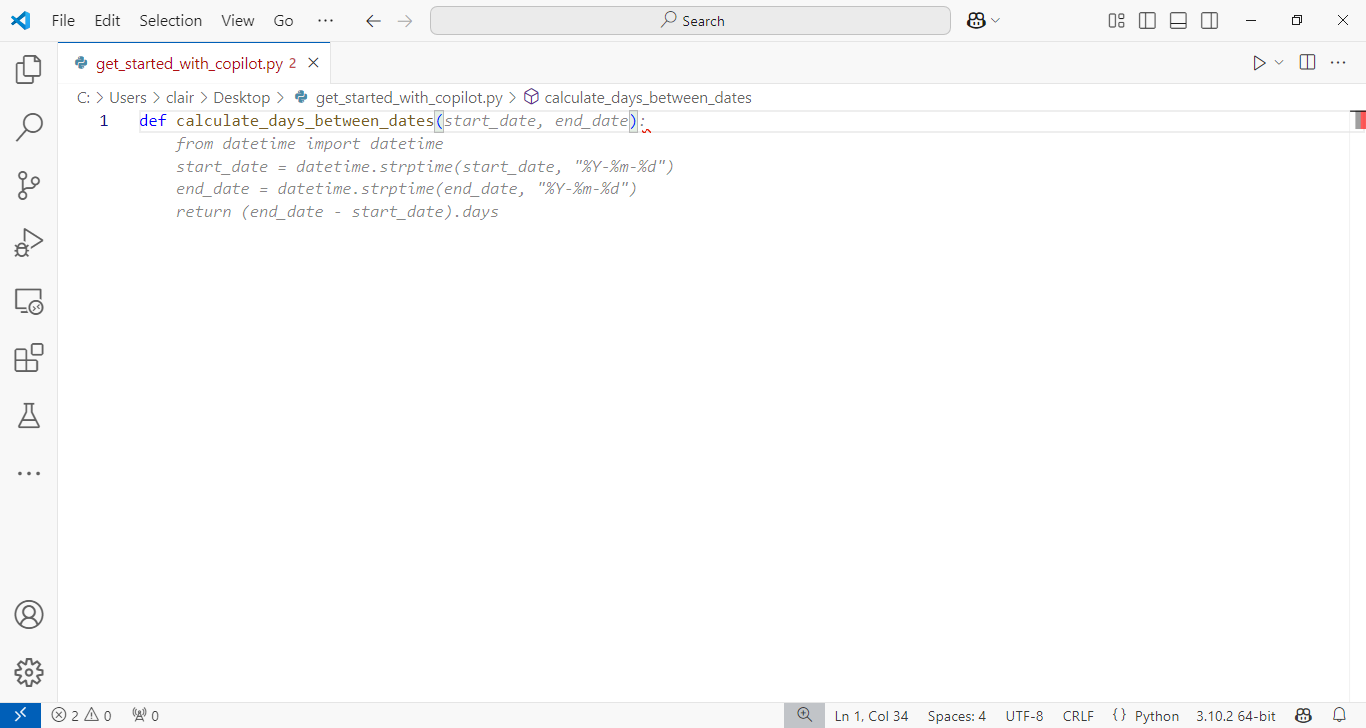 File Edit Selection View Go ··· Search
get_started_with_copilot.py 2
C: > Users > clair > Desktop > get_started_with_copilot.py > calculate_days_between_dates
1 def calculate_days_between_dates(start_date, end_date):
from datetime import datetime
start_date = datetime.strptime(start_date, "%Y-%m-%d")
end_date = datetime.strptime(end_date, "%Y-%m-%d")
return (end_date - start_date).days
2 0 0 Ln 1, Col 34 Spaces: 4 UTF-8 CRLF {} Python 3.10.2 64-bit